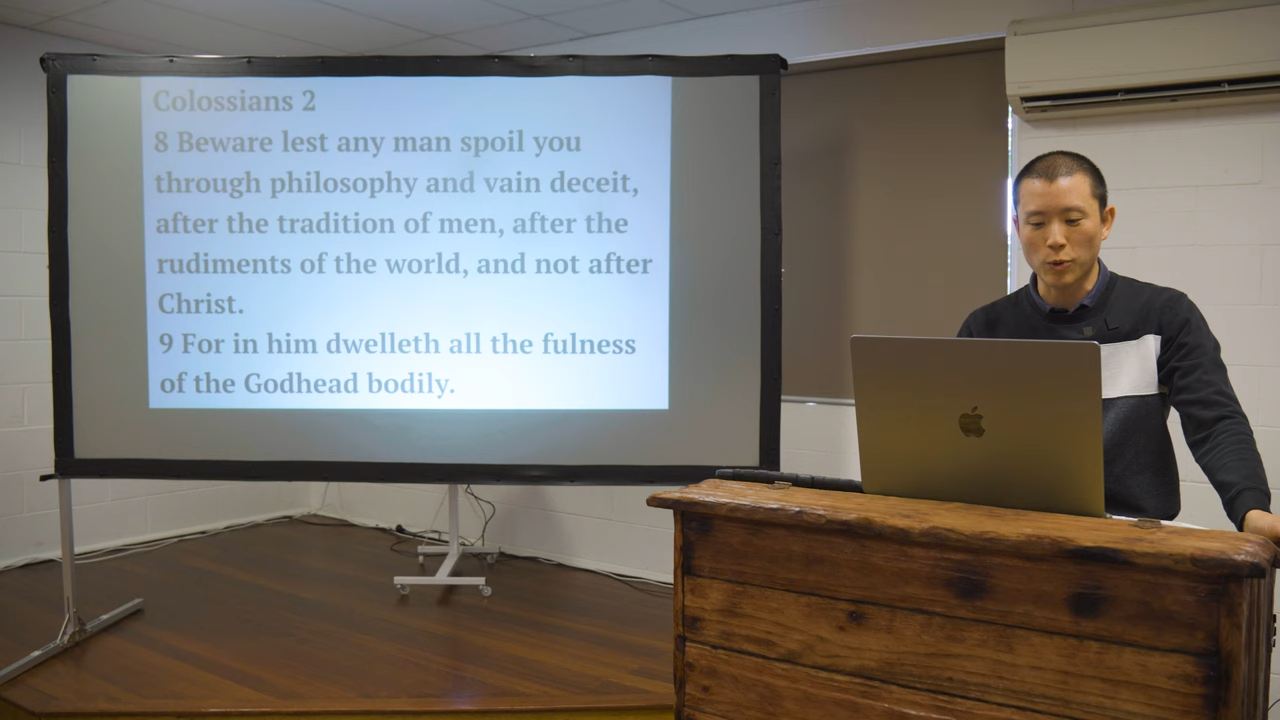 Colossians 2
8 Beware lest any man spoil you
through philosophy and vain deceit,
after the tradition of men, after the
rudiments of the world, and not after
Christ.
9 For in him dwelleth all the fulness
of the Godhead bodily.